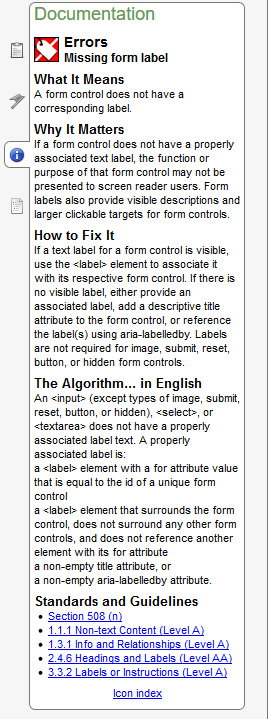 Documentation
Errors
Missing form label
What It Means
A form control does not have a
corresponding label.
Why It Matters
If a form control does not have a properly
associated text label, the function or
purpose of that form control may not be
presented to screen reader users. Form
labels also provide visible descriptions and
larger clickable targets for form controls.
How to Fix It
If a text label for a form control is visible,
use the <label> element to associate it
with its respective form control. If there is
no visible label, either provide an
associated label, add a descriptive title
attribute to the form control, or reference
the label(s) using aria-labelledby. Labels
are not required for image, submit, reset,
button, or hidden form controls.
The Algorithm... in English
An <input> (except types of image, submit,
reset, button, or hidden), <select>, or
<textarea> does not have a properly
associated label text. A properly
associated label is:
a <label> element with a for attribute value
that is equal to the id of a unique form
control
a <label> element that surrounds the form
control, does not surround any other form
controls, and does not reference another
element with its for attribute
a non-empty title attribute, or
a non-empty aria-labelledby attribute.
Standards and Guidelines
• Section 508 (n)
• 1.1.1 Non-text Content (Level A)
• 1.3.1 Info and Relationships (Level A)
• 2.4.6 Headings and Labels (Level AA)
• 3.3.2 Labels or Instructions (Level A)
Icon index